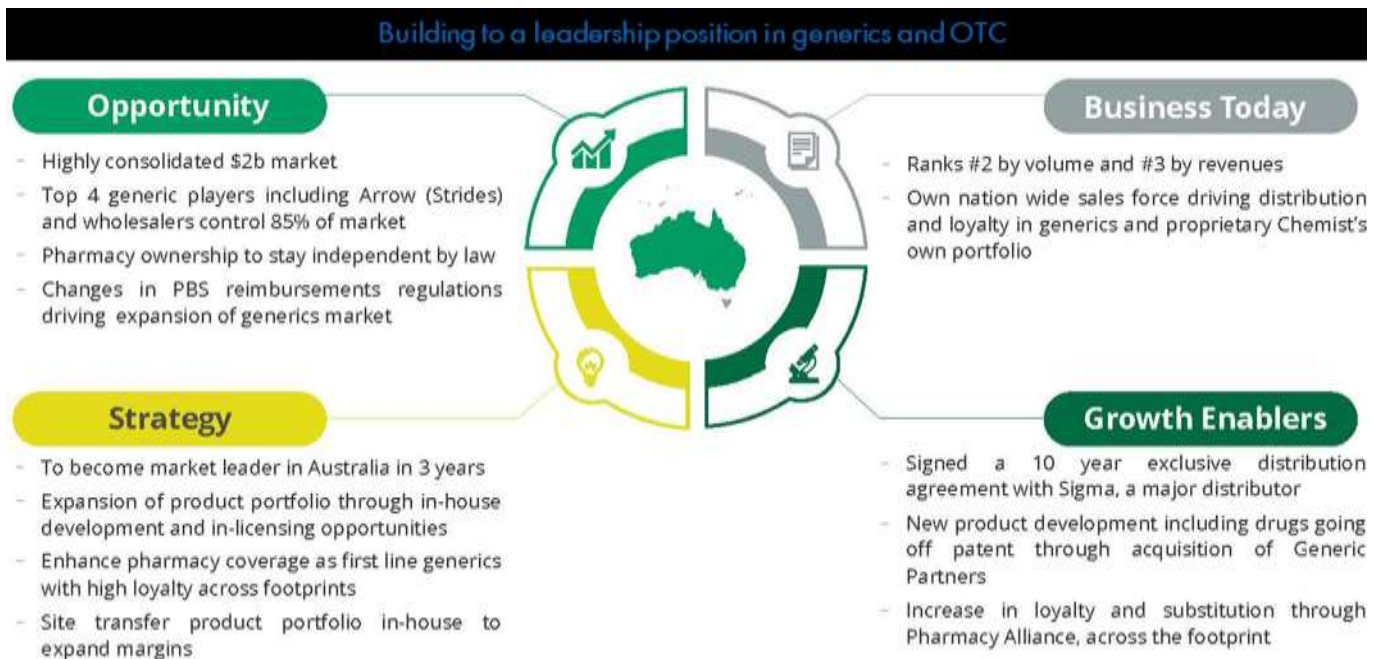 Building to a leadership position in generics and OTC
Opportunity
- Highly consolidated $2b market
- Top 4 generic players including Arrow (Strides)
and wholesalers control 85% of market
- Pharmacy ownership to stay independent by law
- Changes in PBS reimbursements regulations
driving expansion of generics market
Business Today
- Ranks #2 by volume and #3 by revenues
- Own nation wide sales force driving distribution
and loyalty in generics and proprietary Chemist's
own portfolio
Strategy
- To become market leader in Australia in 3 years
- Expansion of product portfolio through in-house
development and in-licensing opportunities
- Enhance pharmacy coverage as first line generics
with high loyalty across footprints
- Site transfer product portfolio in-house to
expand margins
Growth Enablers
- Signed a 10 year exclusive distribution
agreement with Sigma, a major distributor
- New product development including drugs going
off patent through acquisition of Generic
Partners
- Increase in loyalty and substitution through
Pharmacy Alliance, across the footprint